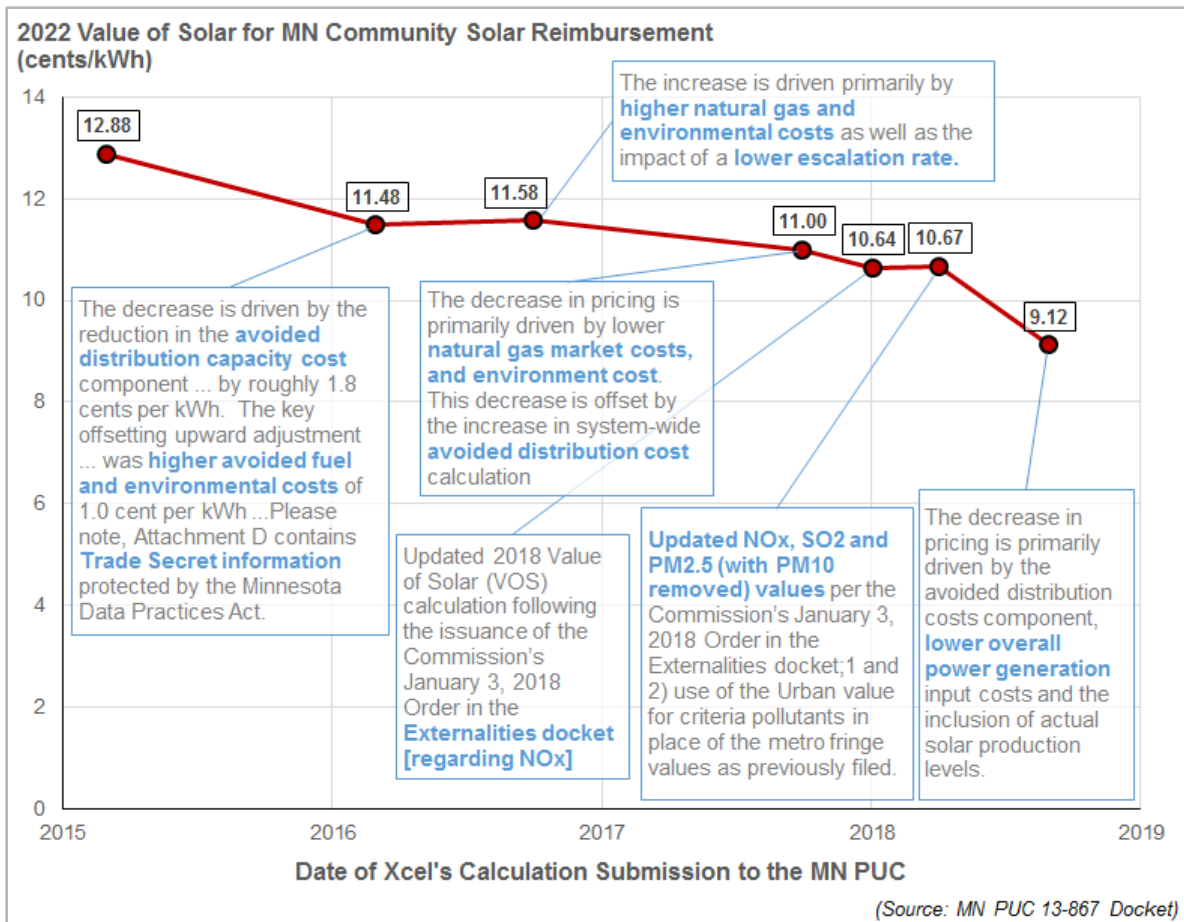 2022 Value of Solar for MN Community Solar Reimbursement
(cents/kWh)
The increase is driven primarily by
higher natural gas and
environmental costs as well as the
impact of a lower escalation rate.
14
12
10
8
6
4
2
0
12.88
11.48
11.58
11.00
10.64
10.67
9.12
The decrease is driven by the
reduction in the avoided
distribution capacity cost
component ... by roughly 1.8
cents per kWh. The key
offsetting upward adjustment
... was higher avoided fuel
and environmental costs of
1.0 cent per kWh ...Please
note, Attachment D contains
Trade Secret information
protected by the Minnesota
Data Practices Act.
The decrease in pricing is
primarily driven by lower
natural gas market costs,
and environment cost.
This decrease is offset by
the increase in system-wide
avoided distribution cost
calculation
Updated 2018 Value
of Solar (VOS)
calculation following
the issuance of the
Commission's
January 3, 2018
Order in the
Externalities docket
[regarding NOx]
Updated NOx, SO2 and
PM2.5 (with PM10
removed) values per the
Commission's January 3,
2018 Order in the
Externalities docket;1 and
2) use of the Urban value
for criteria pollutants in
place of the metro fringe
values as previously filed.
The decrease in
pricing is primarily
driven by the
avoided distribution
costs component,
lower overall
power generation
input costs and the
inclusion of actual
solar production
levels.
2015
2016
2017
2018
2019
Date of Xcel's Calculation Submission to the MN PUC
(Source: MN PUC 13-867 Docket)